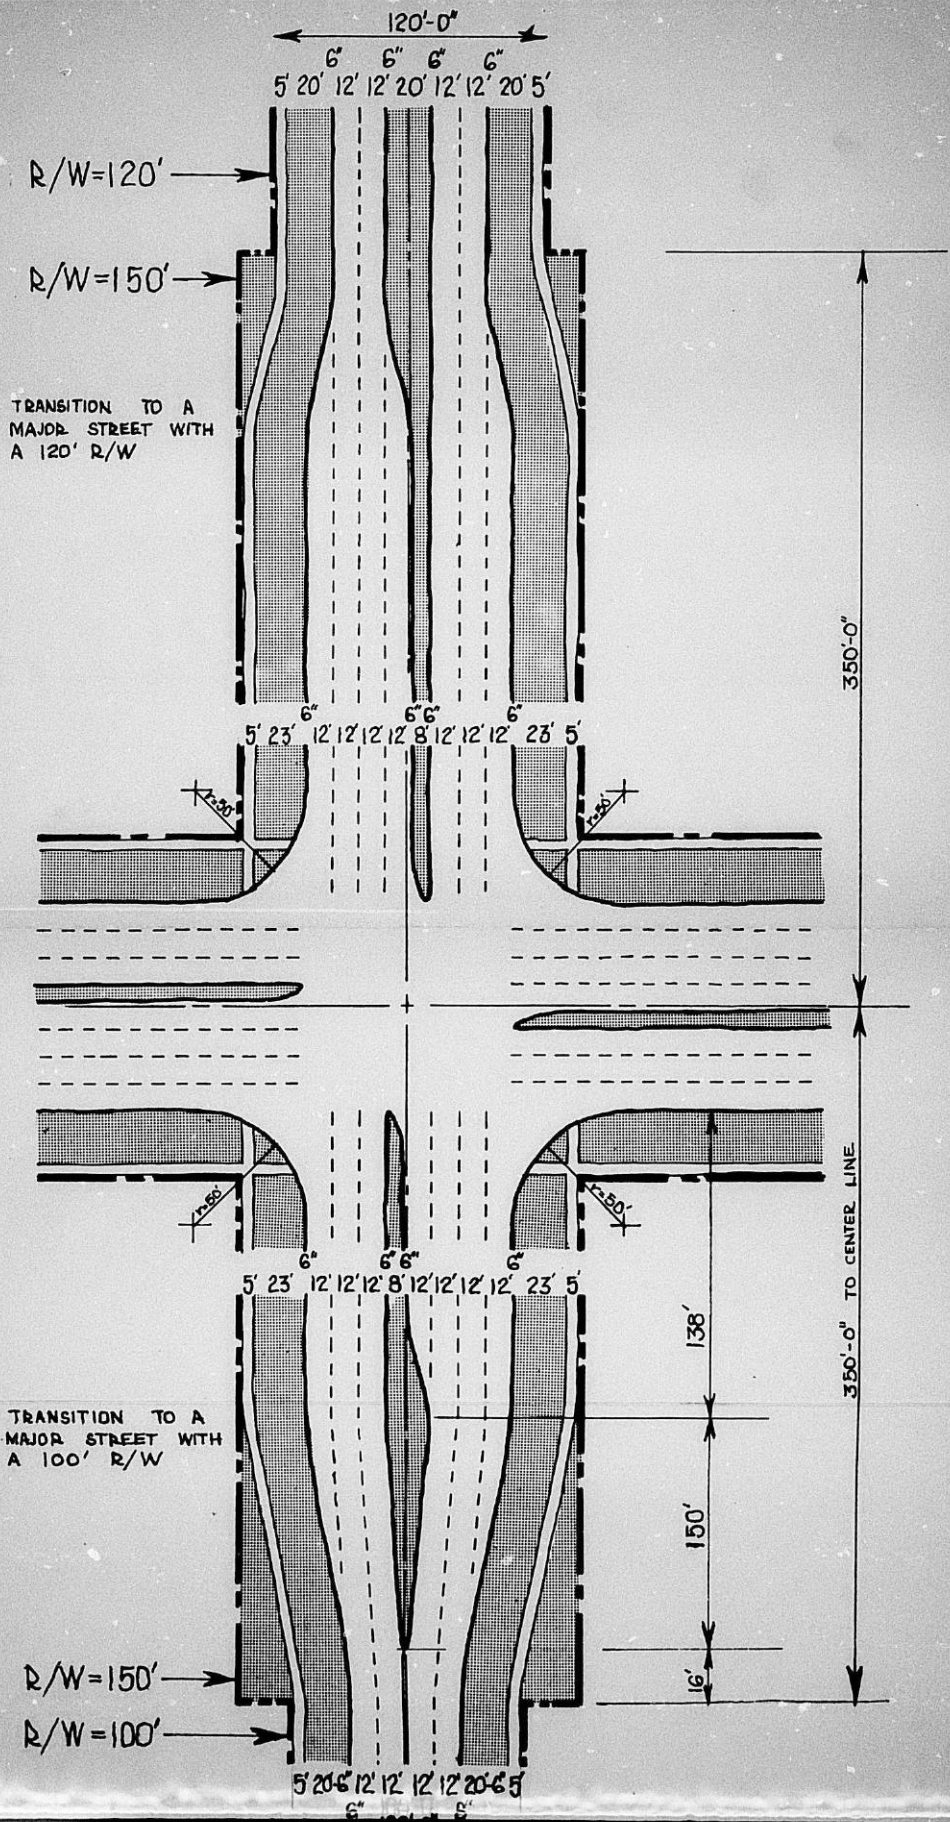 120'-0"
6" 6" 6" 6"
5' 20' 12' 12' 20' 12' 12' 20' 5'
R/W=120'
R/W=150'
TRANSITION TO A
MAJOR STREET WITH
A 120' R/W
350'-0"
6" 6" 6" 6"
5' 23' 12' 12' 12' 12' 8' 12' 12' 12' 23' 5'
r=50' r=50'
r=50' r=50'
6" 6" 6" 6"
5' 23' 12' 12' 12' 8' 12' 12' 12' 12' 23' 5'
138'
350'-0" TO CENTER LINE
TRANSITION TO A
MAJOR STREET WITH
A 100' R/W
150'
16'
R/W=150'
R/W=100'
5' 20'-6" 12' 12' 12' 12' 20'-6" 5'
6" 6"